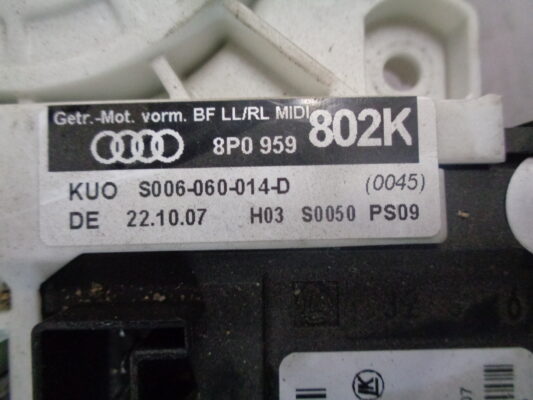 Getr.-Mot. vorm. BF LL/RL MIDI
8P0 959 802K
KUO S006-060-014-D (0045)
DE 22.10.07 H03 S0050 PS09